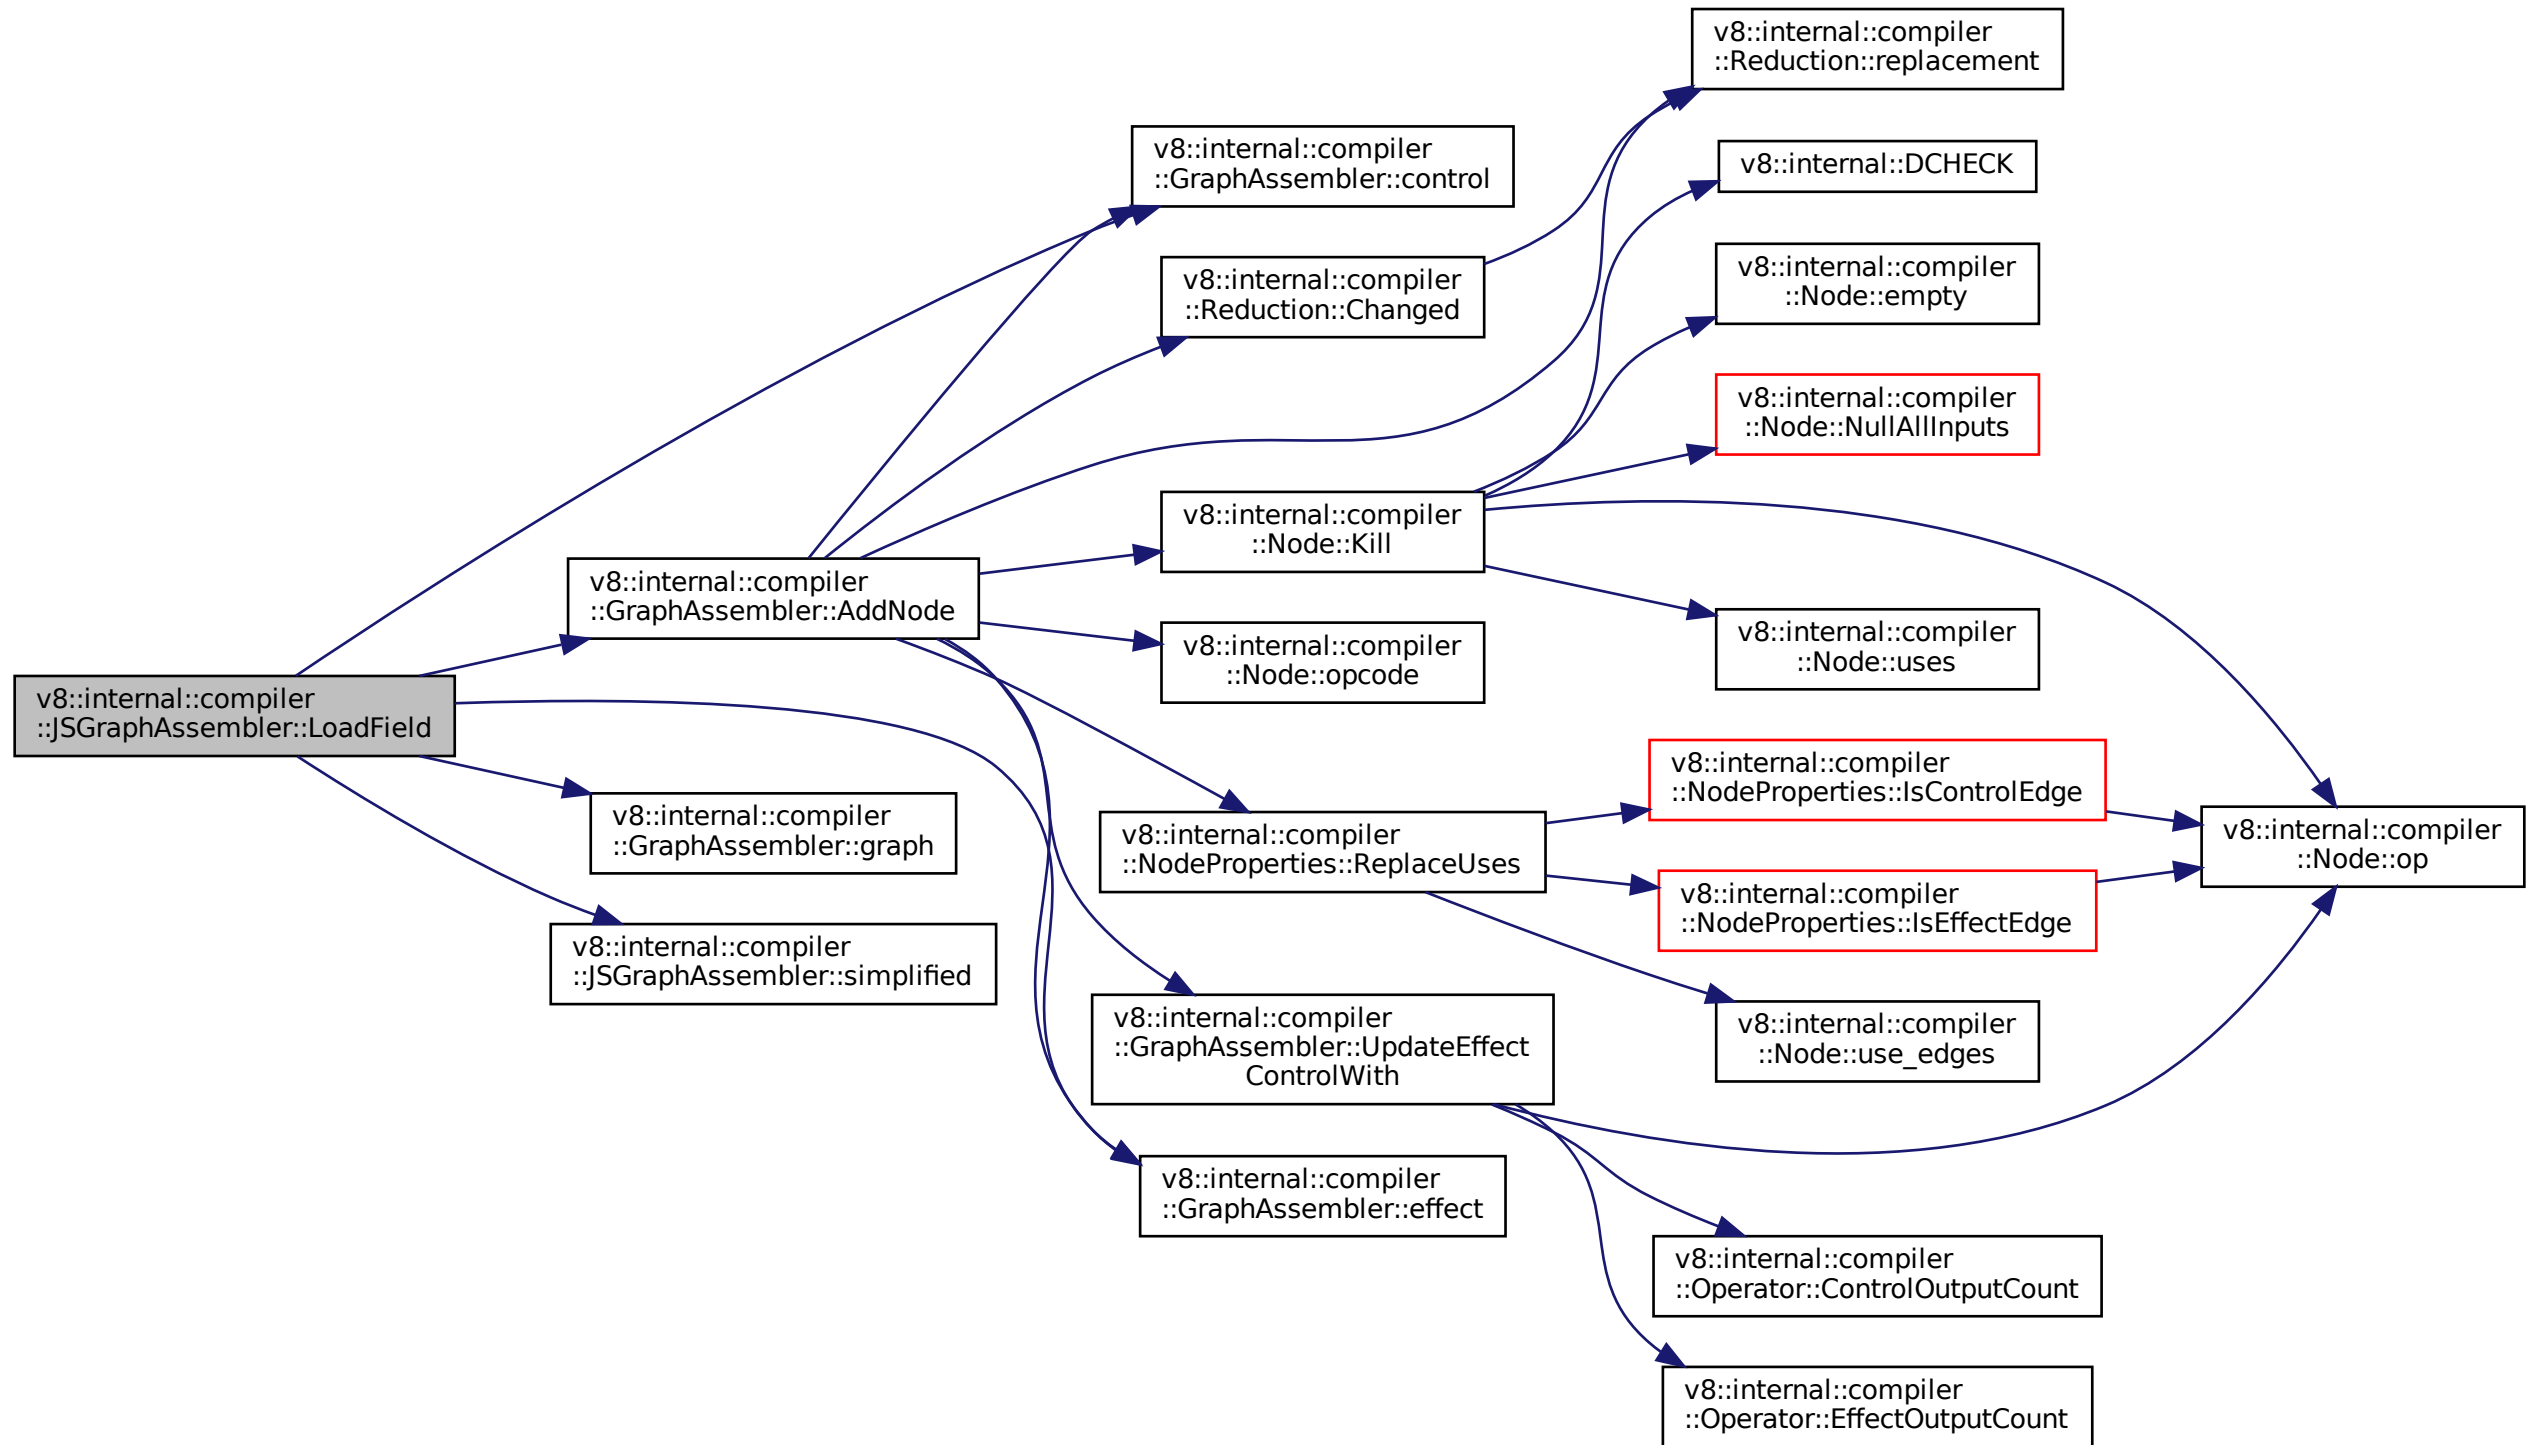 v8::internal::compiler
::Reduction::replacement
v8::internal::compiler
::GraphAssembler::control
v8::internal::DCHECK
v8::internal::compiler
::Reduction::Changed
v8::internal::compiler
::Node::empty
v8::internal::compiler
::Node::NullAllInputs
v8::internal::compiler
::Node::Kill
v8::internal::compiler
::GraphAssembler::AddNode
v8::internal::compiler
::Node::opcode
v8::internal::compiler
::Node::uses
v8::internal::compiler
::JSGraphAssembler::LoadField
v8::internal::compiler
::GraphAssembler::graph
v8::internal::compiler
::NodeProperties::ReplaceUses
v8::internal::compiler
::NodeProperties::IsControlEdge
v8::internal::compiler
::Node::op
v8::internal::compiler
::NodeProperties::IsEffectEdge
v8::internal::compiler
::JSGraphAssembler::simplified
v8::internal::compiler
::GraphAssembler::UpdateEffect
ControlWith
v8::internal::compiler
::Node::use_edges
v8::internal::compiler
::GraphAssembler::effect
v8::internal::compiler
::Operator::ControlOutputCount
v8::internal::compiler
::Operator::EffectOutputCount